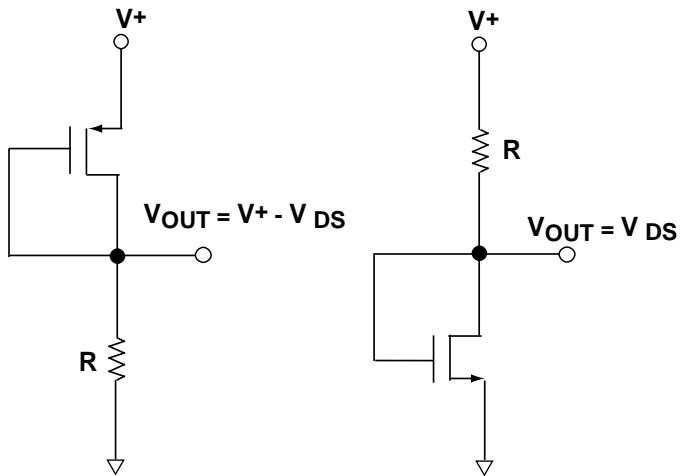 V+
V+
R
VOUT = V+ - V DS
VOUT = V DS
R